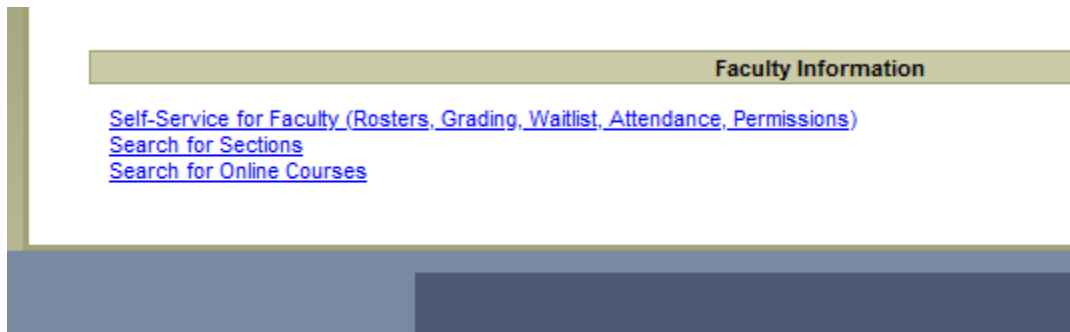 Faculty Information
Self-Service for Faculty (Rosters, Grading, Waitlist, Attendance, Permissions)
Search for Sections
Search for Online Courses